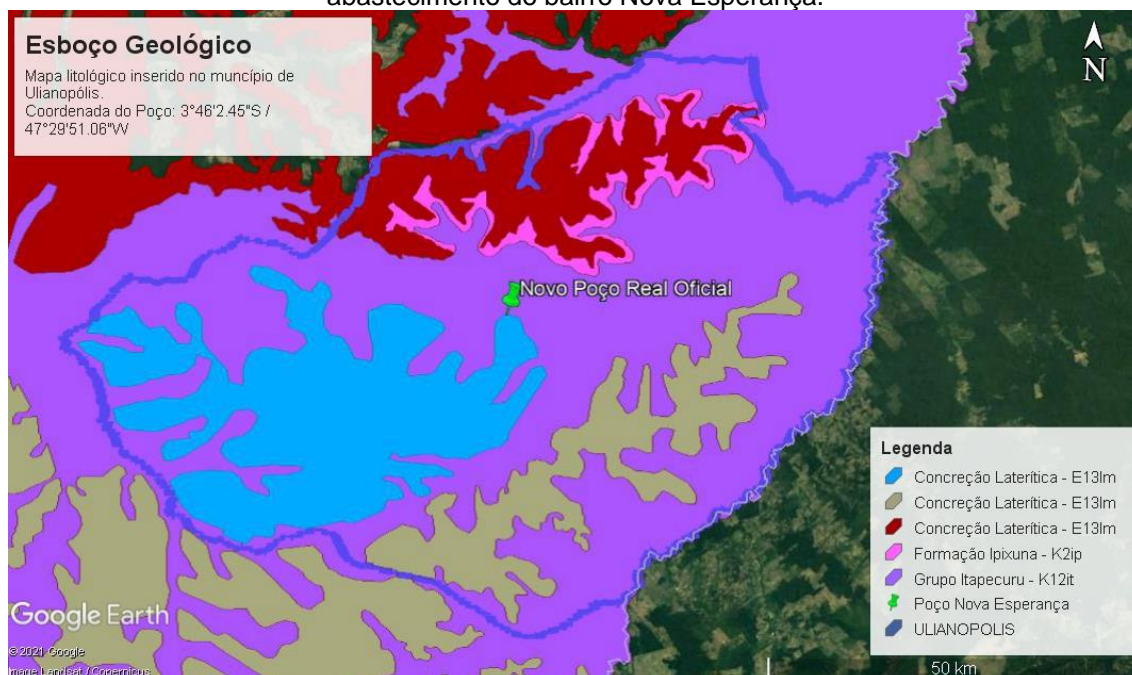 abastecimento do bairro Nova Esperança.
Esboço Geológico
Mapa litológico inserido no muncípio de
Ulianopólis.
Coordenada do Poço: 3°46'2.45"S /
47°29'51.06"W
N
Novo Poço Real Oficial
Legenda
Concreção Laterítica - E13lm
Concreção Laterítica - E13lm
Concreção Laterítica - E13lm
Formação Ipixuna - K2ip
Grupo Itapecuru - K12it
Poço Nova Esperança
ULIANOPOLIS
Google Earth
© 2021 Google
Image Landsat / Copernicus
50 km